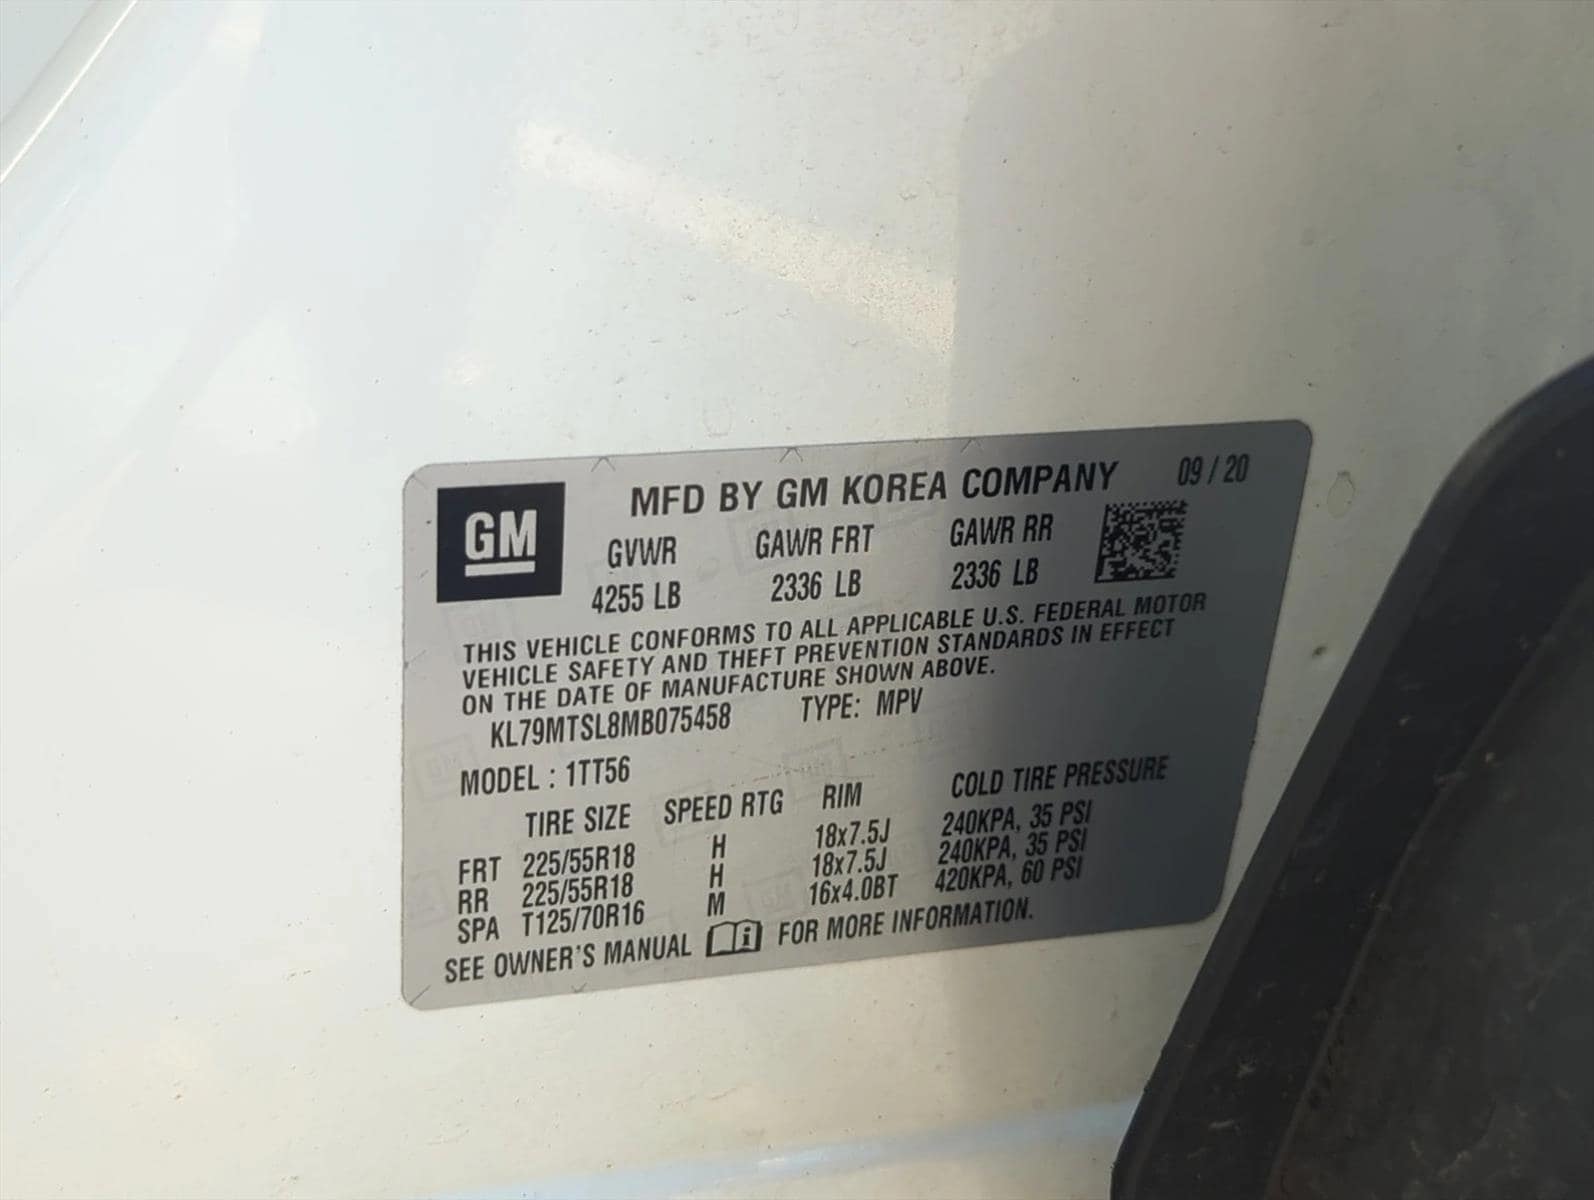 GM
MFD BY GM KOREA COMPANY 09 / 20
GVWR GAWR FRT GAWR RR
4255 LB 2336 LB 2336 LB
THIS VEHICLE CONFORMS TO ALL APPLICABLE U.S. FEDERAL MOTOR
VEHICLE SAFETY AND THEFT PREVENTION STANDARDS IN EFFECT
ON THE DATE OF MANUFACTURE SHOWN ABOVE.
KL79MTSL8MB075458 TYPE: MPV
MODEL : 1TT56
TIRE SIZE SPEED RTG RIM COLD TIRE PRESSURE
FRT 225/55R18 H 18x7.5J 240KPA, 35 PSI
RR 225/55R18 H 18x7.5J 240KPA, 35 PSI
SPA T125/70R16 M 16x4.0BT 420KPA, 60 PSI
SEE OWNER'S MANUAL i FOR MORE INFORMATION.